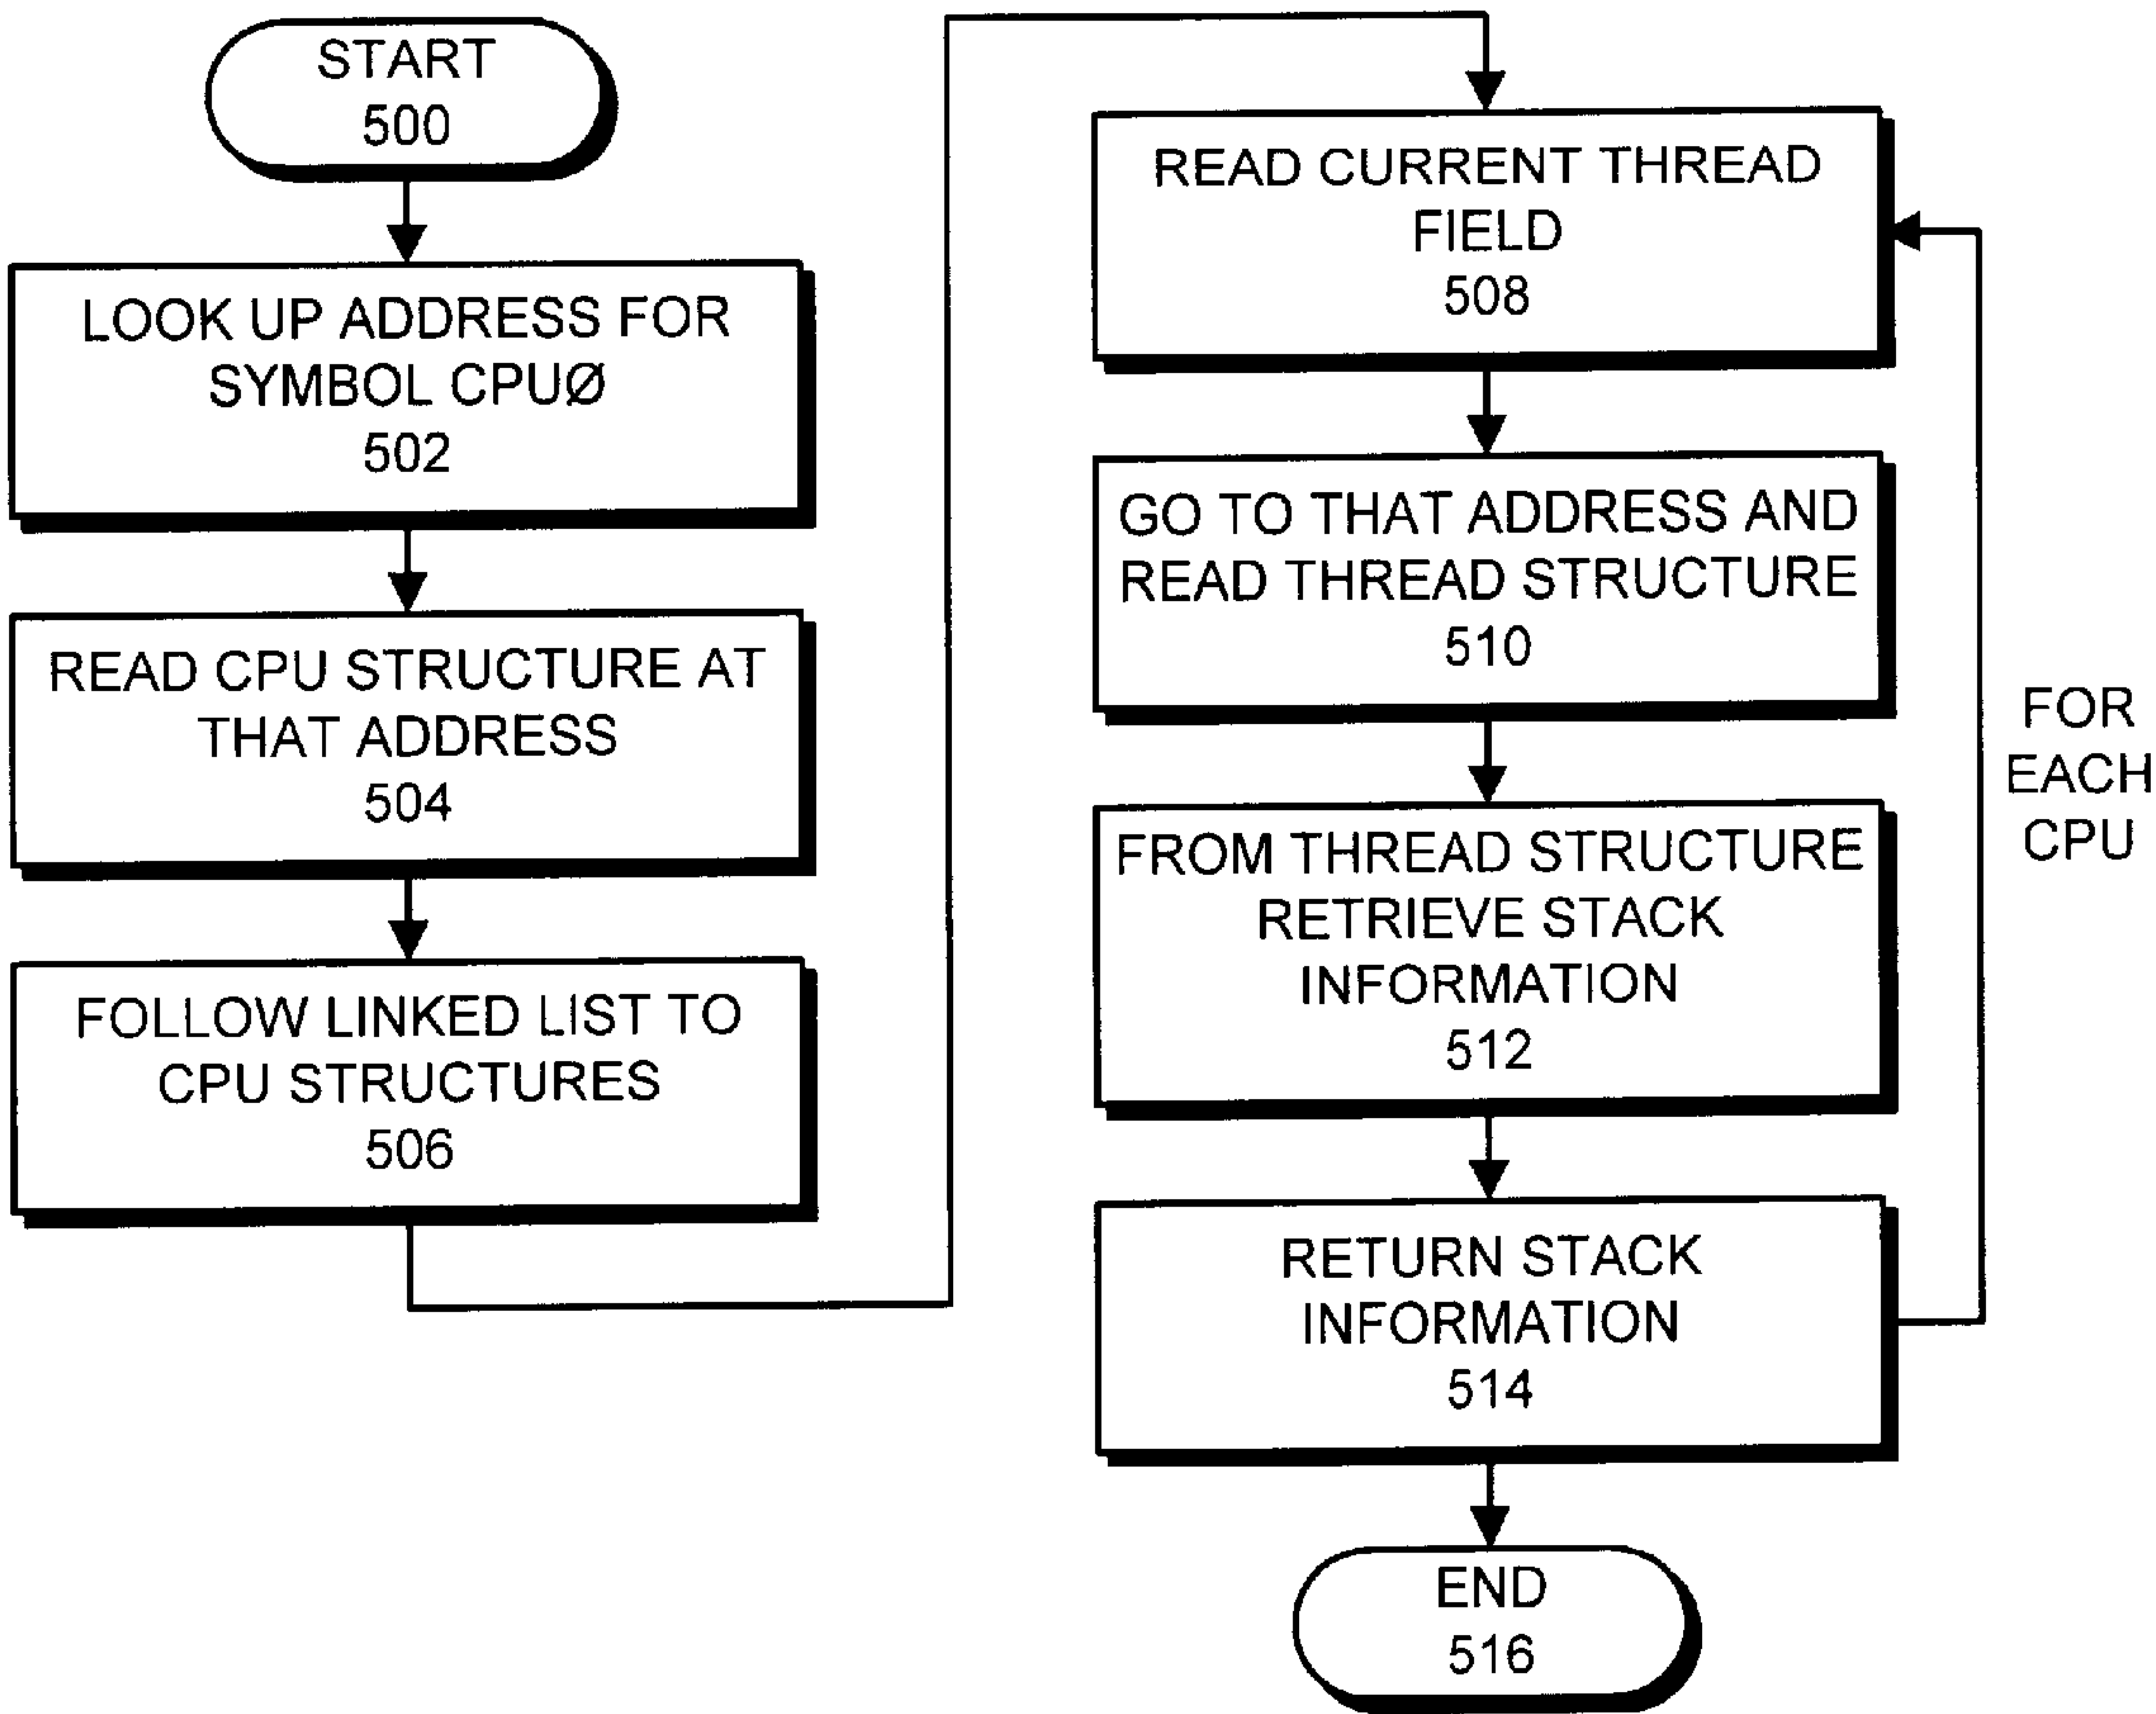 START
500
LOOK UP ADDRESS FOR
SYMBOL CPUØ
502
READ CPU STRUCTURE AT
THAT ADDRESS
504
FOLLOW LINKED LIST TO
CPU STRUCTURES
506
READ CURRENT THREAD
FIELD
508
GO TO THAT ADDRESS AND
READ THREAD STRUCTURE
510
FROM THREAD STRUCTURE
RETRIEVE STACK
INFORMATION
512
RETURN STACK
INFORMATION
514
FOR
EACH
CPU
END
516